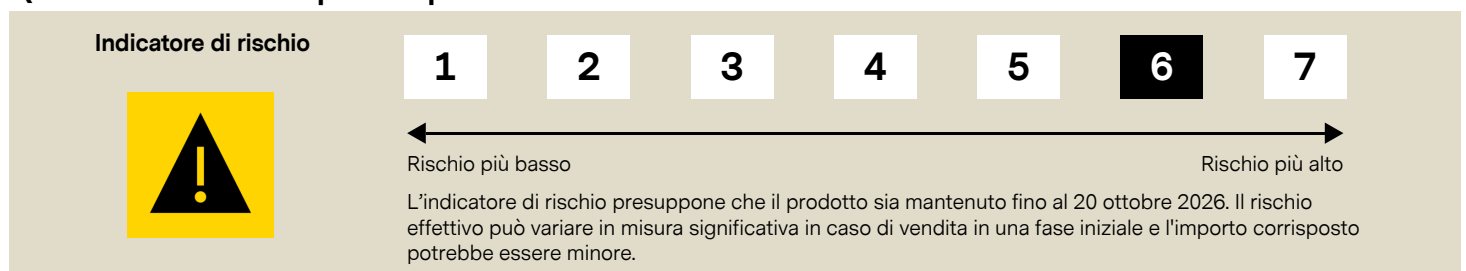 Indicatore di rischio
1 2 3 4 5 6 7
Rischio più basso
Rischio più alto
L'indicatore di rischio presuppone che il prodotto sia mantenuto fino al 20 ottobre 2026. Il rischio
effettivo può variare in misura significativa in caso di vendita in una fase iniziale e l'importo corrisposto
potrebbe essere minore.